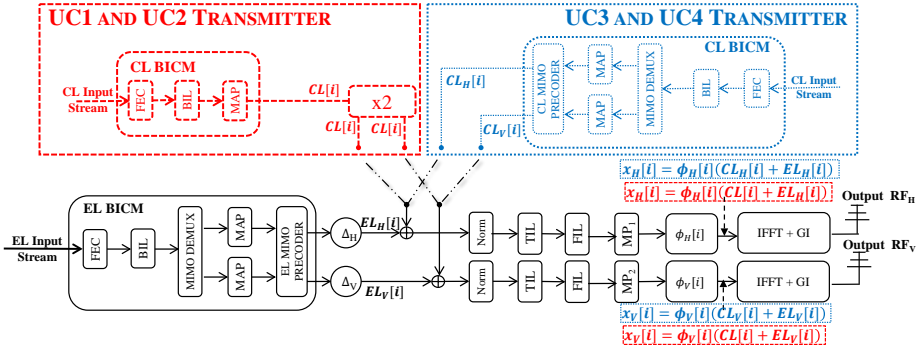 UC1 AND UC2 TRANSMITTER
CL BICM
CL Input
Stream
FEC
BIL
MAP
CL[i]
x2
CL[i]
CL[i]
UC3 AND UC4 TRANSMITTER
CL BICM
CL_H[i]
CL_V[i]
CL MIMO
PRECODER
MAP
MAP
MIMO DEMUX
BIL
FEC
CL Input
Stream
x_H[i] = ϕ_H[i](CL_H[i] + EL_H[i])
x_H[i] = ϕ_H[i](CL[i] + EL_H[i])
EL BICM
EL Input
Stream
FEC
BIL
MIMO DEMUX
MAP
MAP
EL MIMO
PRECODER
Δ_H
EL_H[i]
Norm
TIL
FIL
MP_1
ϕ_H[i]
IFFT + GI
Output RF_H
Δ_V
EL_V[i]
Norm
TIL
FIL
MP_2
ϕ_V[i]
IFFT + GI
Output RF_V
x_V[i] = ϕ_V[i](CL_V[i] + EL_V[i])
x_V[i] = ϕ_V[i](CL[i] + EL_V[i])